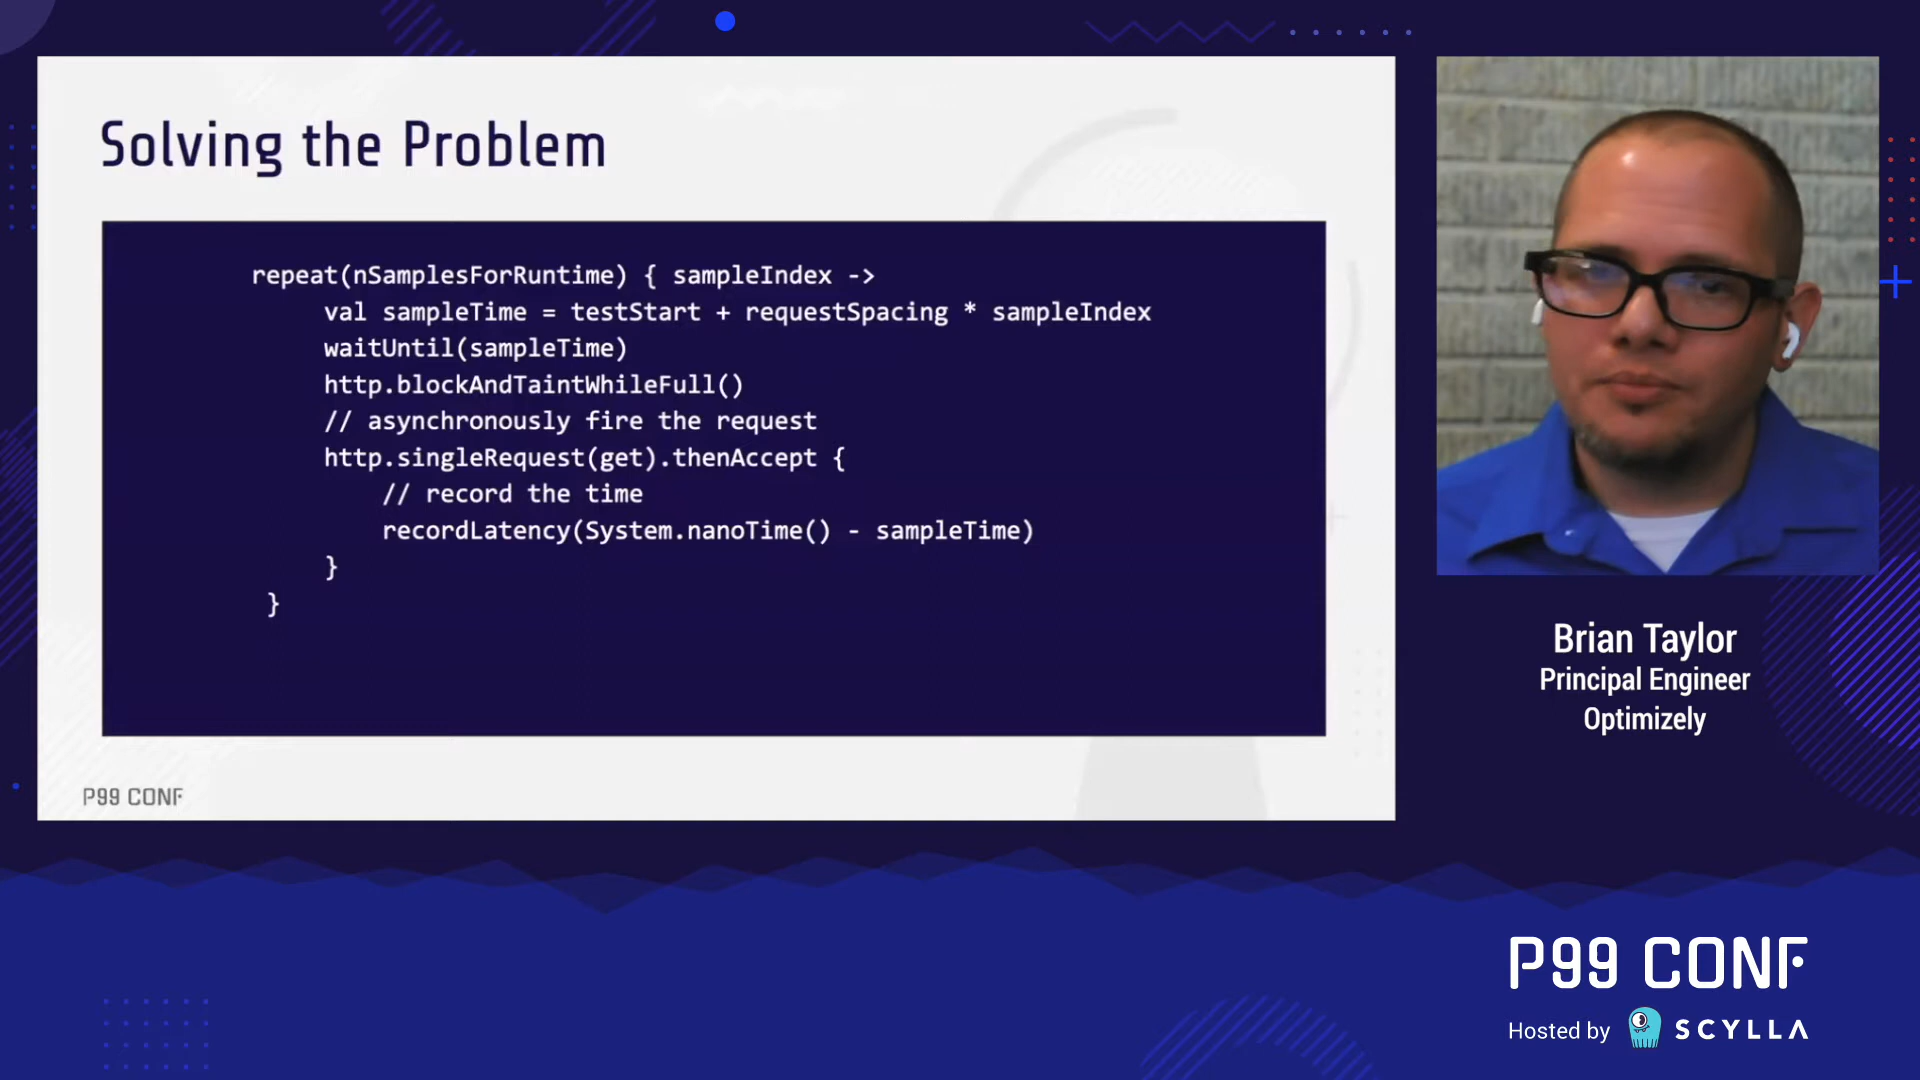 Solving the Problem
repeat(nSamplesForRuntime) { sampleIndex ->
val sampleTime = testStart + requestSpacing * sampleIndex
waitUntil(sampleTime)
http.blockAndTaintWhileFull()
// asynchronously fire the request
http.singleRequest(get).thenAccept {
// record the time
recordLatency(System.nanoTime() - sampleTime)
}
}
P99 CONF
Brian Taylor
Principal Engineer
Optimizely
P99 CONF
Hosted by SCYLLA